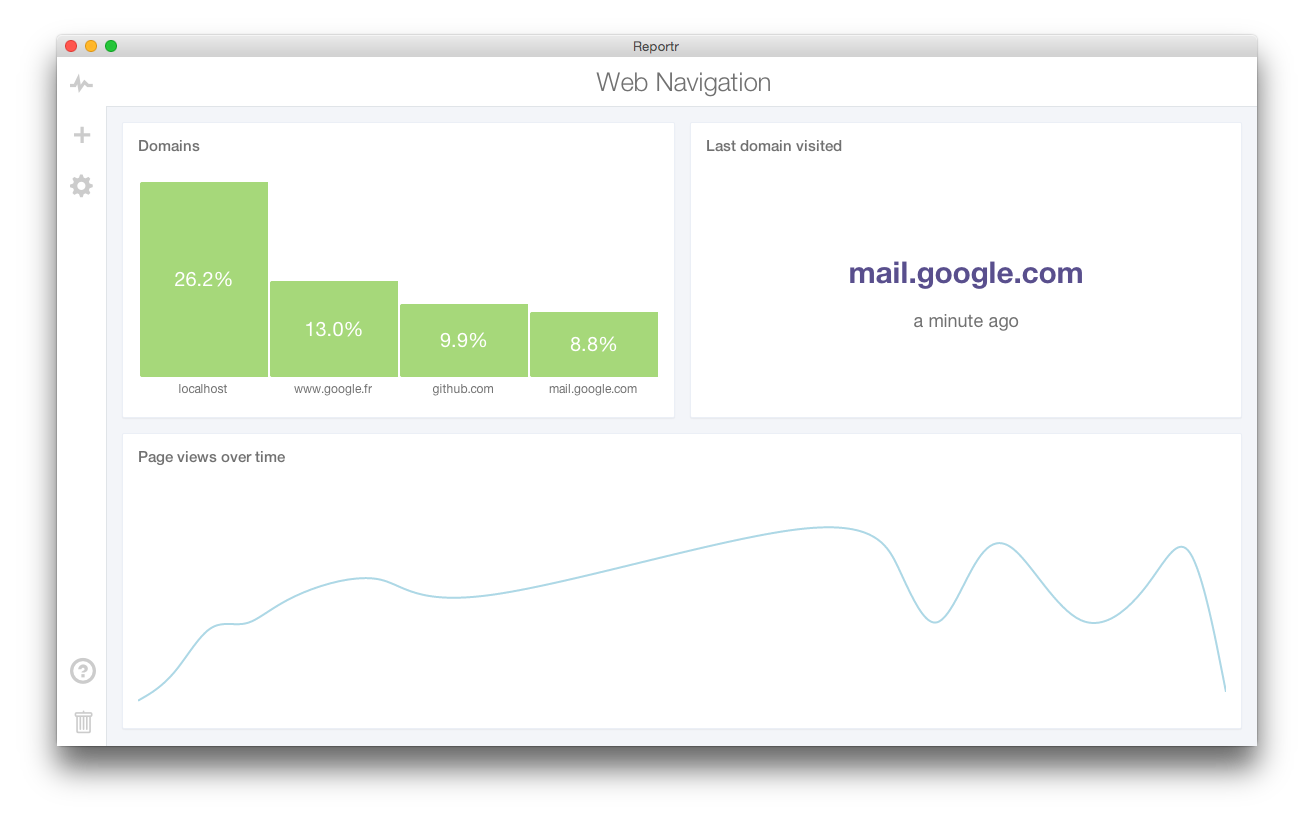 Reportr
Web Navigation
Domains
26.2%
13.0%
9.9%
8.8%
localhost
www.google.fr
github.com
mail.google.com
Last domain visited
mail.google.com
a minute ago
Page views over time
?